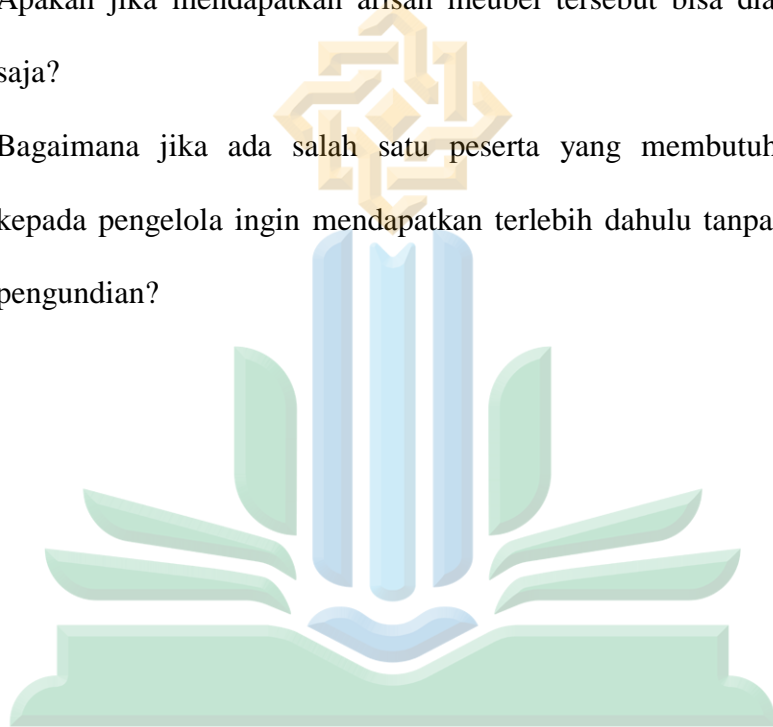 Apakah jika mendapatkan arisan meubel tersebut bisa
saja?
Bagaimana jika ada salah satu peserta yang
kepada pengelola ingin mendapatkan terlebih dahulu tanpa
pengundian?